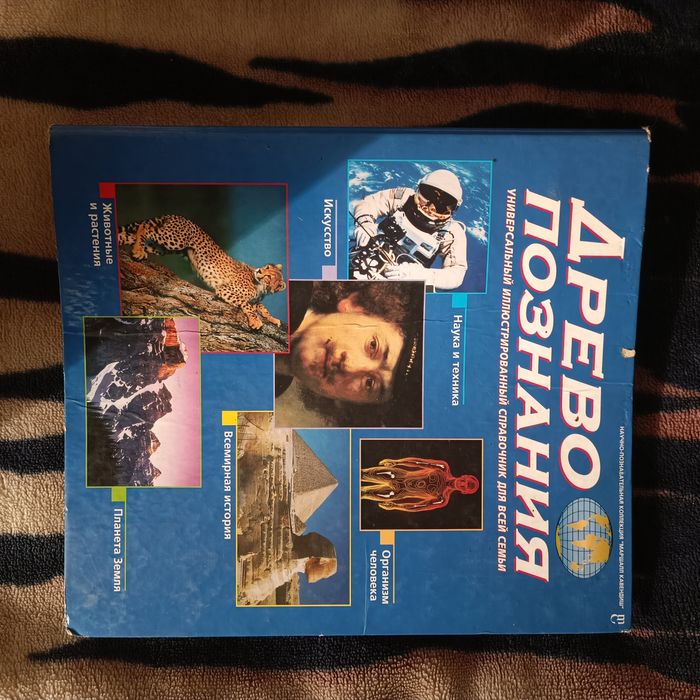 НАУЧНО-ПОЗНАВАТЕЛЬНАЯ КОЛЛЕКЦИЯ "МАРШАЛЛ КАВЕНДИШ"
ДРЕВО
ПОЗНАНИЯ
УНИВЕРСАЛЬНЫЙ ИЛЛЮСТРИРОВАННЫЙ СПРАВОЧНИК ДЛЯ ВСЕЙ СЕМЬИ
Наука и техника
Организм
человека
Искусство
Всемирная история
Животные
и растения
Планета Земля